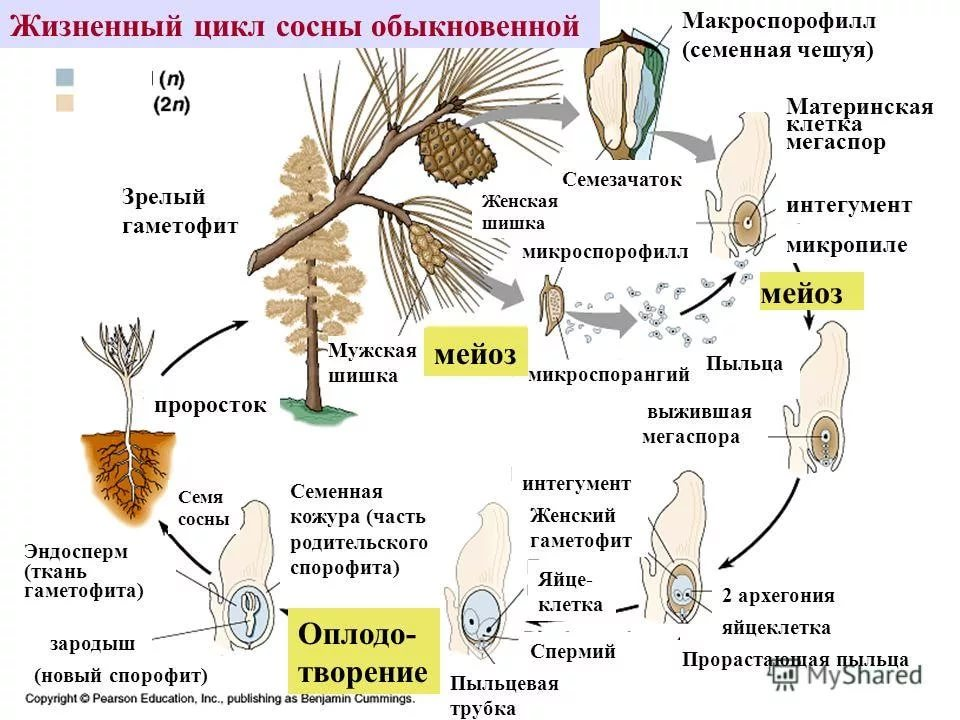 Жизненный цикл сосны обыкновенной
(n)
(2n)
Макроспорофилл
(семенная чешуя)
Материнская
клетка
мегаспор
Семезачаток
Зрелый
гаметофит
Женская
шишка
интегумент
микропиле
микроспорофилл
мейоз
Мужская
шишка
мейоз
микроспорангий
Пыльца
проросток
выжившая
мегаспора
Семя
сосны
Семенная
кожура (часть
родительского
спорофита)
интегумент
Женский
гаметофит
Эндосперм
(ткань
гаметофита)
Яйце-
клетка
2 архегония
яйцеклетка
зародыш
(новый спорофит)
Оплодо-
творение
Спермий
Прорастающая пыльца
Пыльцевая
трубка
Copyright © Pearson Education, Inc., publishing as Benjamin Cummings.
MyShared